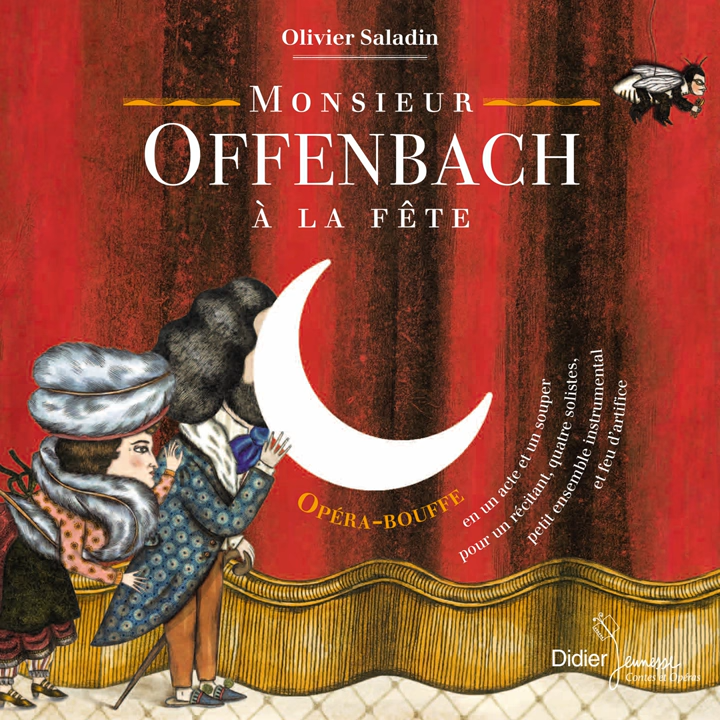 Olivier Saladin
MONSIEUR
OFFENBACH
À LA FÊTE
OPÉRA-BOUFFE
en un acte et un souper
pour un récitant, quatre solistes,
petit ensemble instrumental
et feu d'artifice
Didier Jeunesse
Contes et Opéras